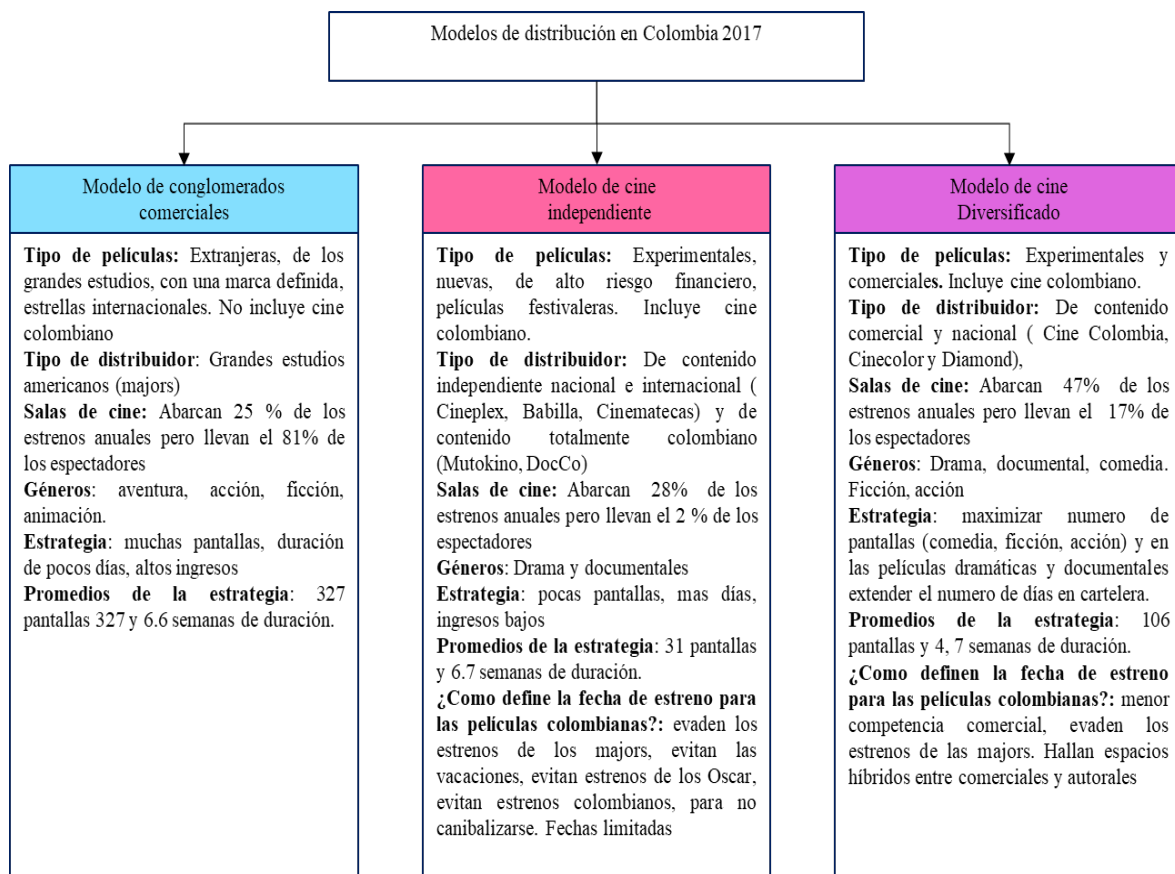 Modelos de distribución en Colombia 2017
Modelo de conglomerados
comerciales
Tipo de películas: Extranjeras, de los
grandes estudios, con una marca definida,
estrellas internacionales. No incluye cine
colombiano
Tipo de distribuidor: Grandes estudios
americanos (majors)
Salas de cine: Abarcan 25 % de los
estrenos anuales pero llevan el 81% de
los espectadores
Géneros: aventura, acción, ficción,
animación.
Estrategia: muchas pantallas, duración
de pocos días, altos ingresos
Promedios de la estrategia: 327
pantallas 327 y 6.6 semanas de duración.
Modelo de cine
independiente
Tipo de películas: Experimentales,
nuevas, de alto riesgo financiero,
películas festivaleras. Incluye cine
colombiano.
Tipo de distribuidor: De contenido
independiente nacional e internacional (
Cineplex, Babilla, Cinematecas) y de
contenido totalmente colombiano
(Mutokino, DocCo)
Salas de cine: Abarcan 28% de los
estrenos anuales pero llevan el 2 % de los
espectadores
Géneros: Drama y documentales
Estrategia: pocas pantallas, mas días,
ingresos bajos
Promedios de la estrategia: 31 pantallas
y 6.7 semanas de duración.
¿Como define la fecha de estreno para
las películas colombianas?: evaden los
estrenos de los majors, evitan las
vacaciones, evitan estrenos de los Oscar,
evitan estrenos colombianos, para no
canibalizarse. Fechas limitadas
Modelo de cine
Diversificado
Tipo de películas: Experimentales y
comerciales. Incluye cine colombiano.
Tipo de distribuidor: De contenido
comercial y nacional ( Cine Colombia,
Cinecolor y Diamond),
Salas de cine: Abarcan 47% de los
estrenos anuales pero llevan el 17% de
los espectadores
Géneros: Drama, documental, comedia.
Ficción, acción
Estrategia: maximizar numero de
pantallas (comedia, ficción, acción) y en
las películas dramáticas y documentales
extender el numero de días en cartelera.
Promedios de la estrategia: 106
pantallas y 4, 7 semanas de duración.
¿Como definen la fecha de estreno
para las películas colombianas?: menor
competencia comercial, evaden los
estrenos de las majors. Hallan espacios
híbridos entre comerciales y autorales